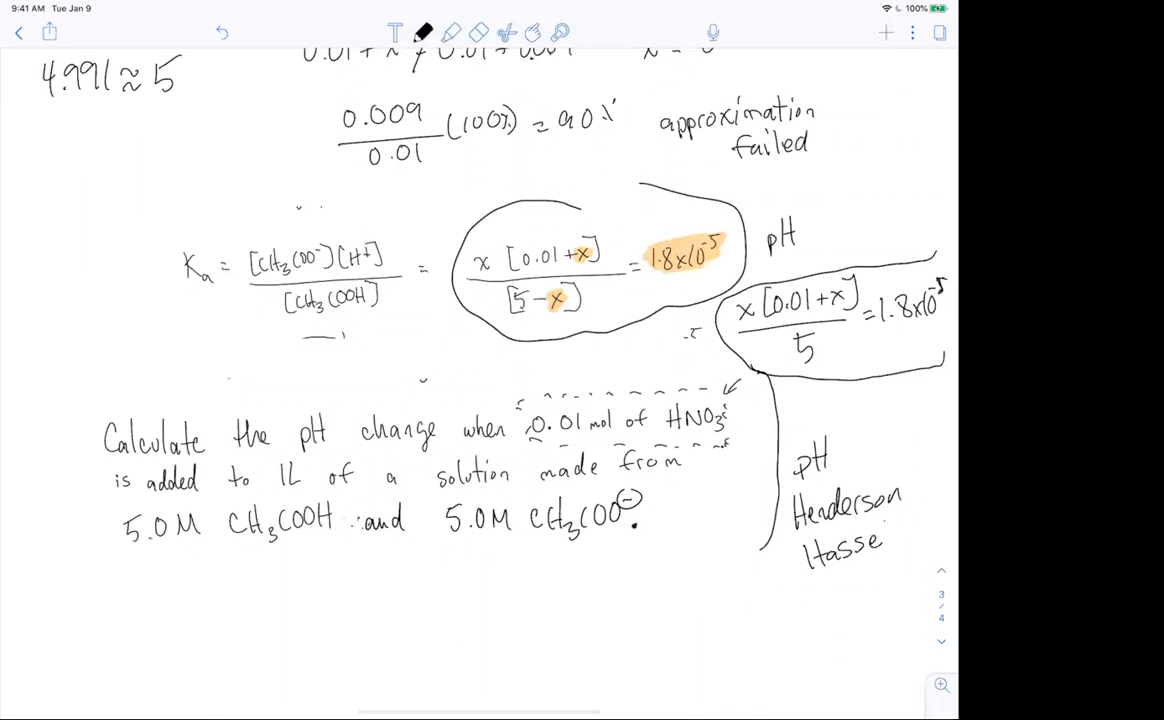 9:41 AM Tue Jan 9
100%
4.991 ≈ 5
0.009 / 0.01 (100%) = 90% approximation failed
Ka = [CH3COO-][H+] / [CH3COOH] = x [0.01+x] / [5-x] = 1.8x10^-5 pH
x [0.01+x] / 5 = 1.8x10^-5
-5
Calculate the pH change when 0.01 mol of HNO3
is added to 1L of a solution made from
5.0M CH3COOH and 5.0M CH3COO-.
pH
Henderson
Hasse
3
/
4